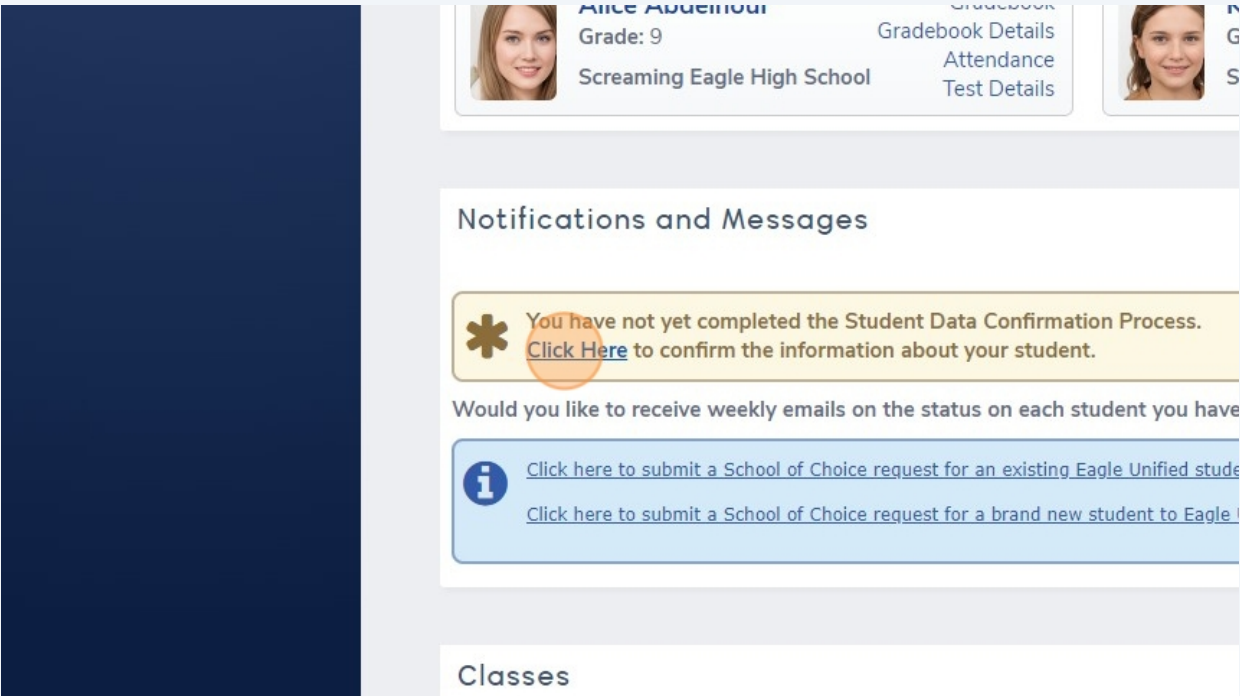 Alice Abdelnour
Gradebook
Grade: 9
Gradebook Details
Attendance
Screaming Eagle High School
Test Details
G
S
Notifications and Messages
You have not yet completed the Student Data Confirmation Process.
Click Here to confirm the information about your student.
Would you like to receive weekly emails on the status on each student you have
Click here to submit a School of Choice request for an existing Eagle Unified stude
Click here to submit a School of Choice request for a brand new student to Eagle
Classes